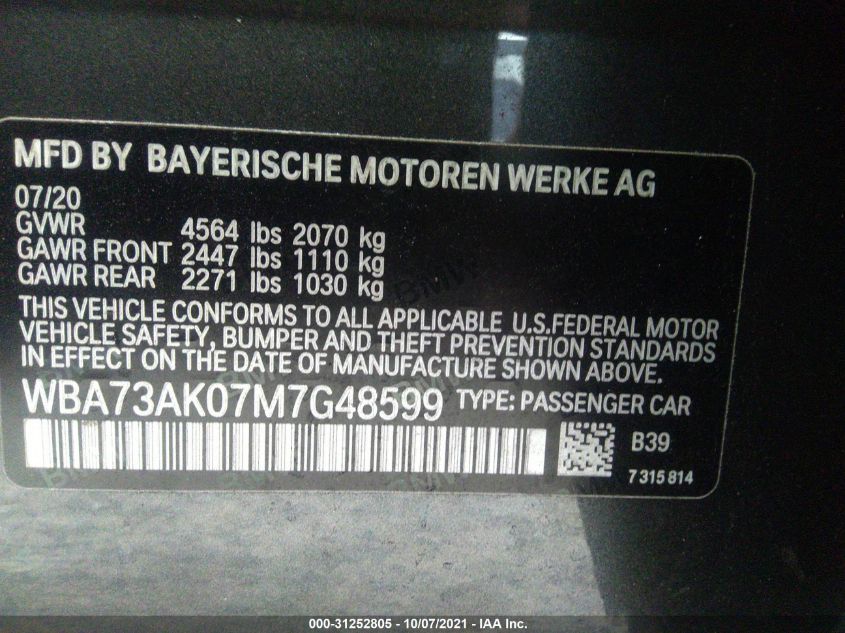 MFD BY BAYERISCHE MOTOREN WERKE AG
07/20
GVWR 4564 lbs 2070 kg
GAWR FRONT 2447 lbs 1110 kg
GAWR REAR 2271 lbs 1030 kg
THIS VEHICLE CONFORMS TO ALL APPLICABLE U.S.FEDERAL MOTOR
VEHICLE SAFETY, BUMPER AND THEFT PREVENTION STANDARDS
IN EFFECT ON THE DATE OF MANUFACTURE SHOWN ABOVE.
WBA73AK07M7G48599 TYPE: PASSENGER CAR
B39
7 315 814
000-31252805 - 10/07/2021 - IAA Inc.